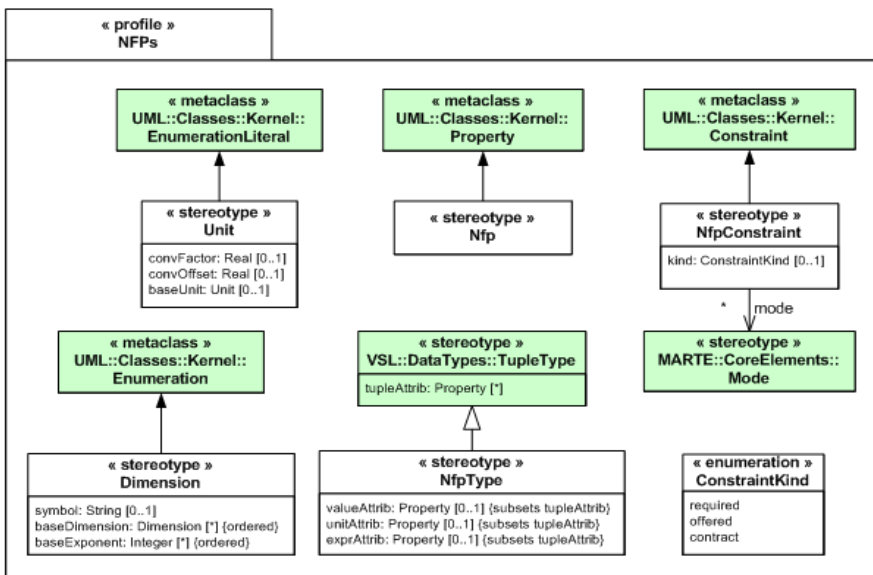 « profile »
NFPs
« metaclass »
UML::Classes::Kernel::
EnumerationLiteral
« metaclass »
UML::Classes::Kernel::
Property
« metaclass »
UML::Classes::Kernel::
Constraint
« stereotype »
Unit
convFactor: Real [0..1]
convOffset: Real [0..1]
baseUnit: Unit [0..1]
« stereotype »
Nfp
« stereotype »
NfpConstraint
kind: ConstraintKind [0..1]
* mode
« metaclass »
UML::Classes::Kernel::
Enumeration
« stereotype »
VSL::DataTypes::TupleType
tupleAttrib: Property [*]
« stereotype »
MARTE::CoreElements::
Mode
« stereotype »
Dimension
symbol: String [0..1]
baseDimension: Dimension [*] {ordered}
baseExponent: Integer [*] {ordered}
« stereotype »
NfpType
valueAttrib: Property [0..1] {subsets tupleAttrib}
unitAttrib: Property [0..1] {subsets tupleAttrib}
exprAttrib: Property [0..1] {subsets tupleAttrib}
« enumeration »
ConstraintKind
required
offered
contract